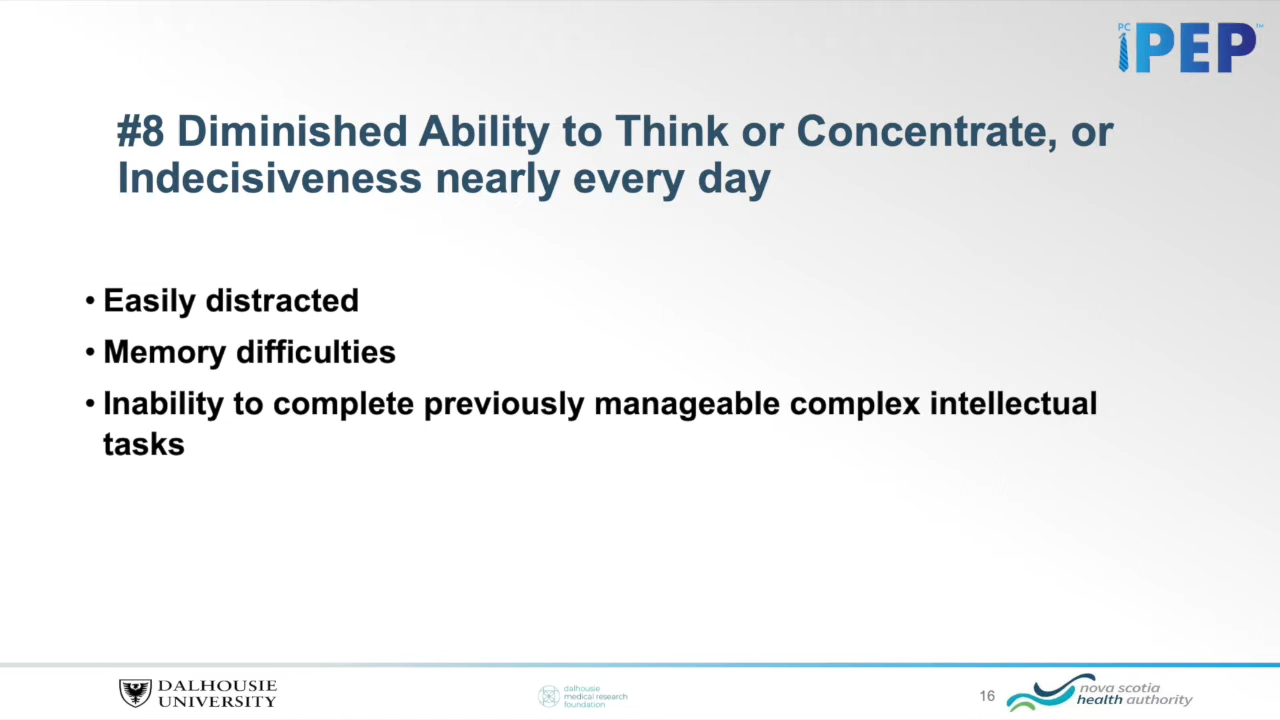 PC
PEP™
#8 Diminished Ability to Think or Concentrate, or
Indecisiveness nearly every day
• Easily distracted
• Memory difficulties
• Inability to complete previously manageable complex intellectual
tasks
DALHOUSIE
UNIVERSITY
dalhousie
medical research
foundation
16
nova scotia
health authority